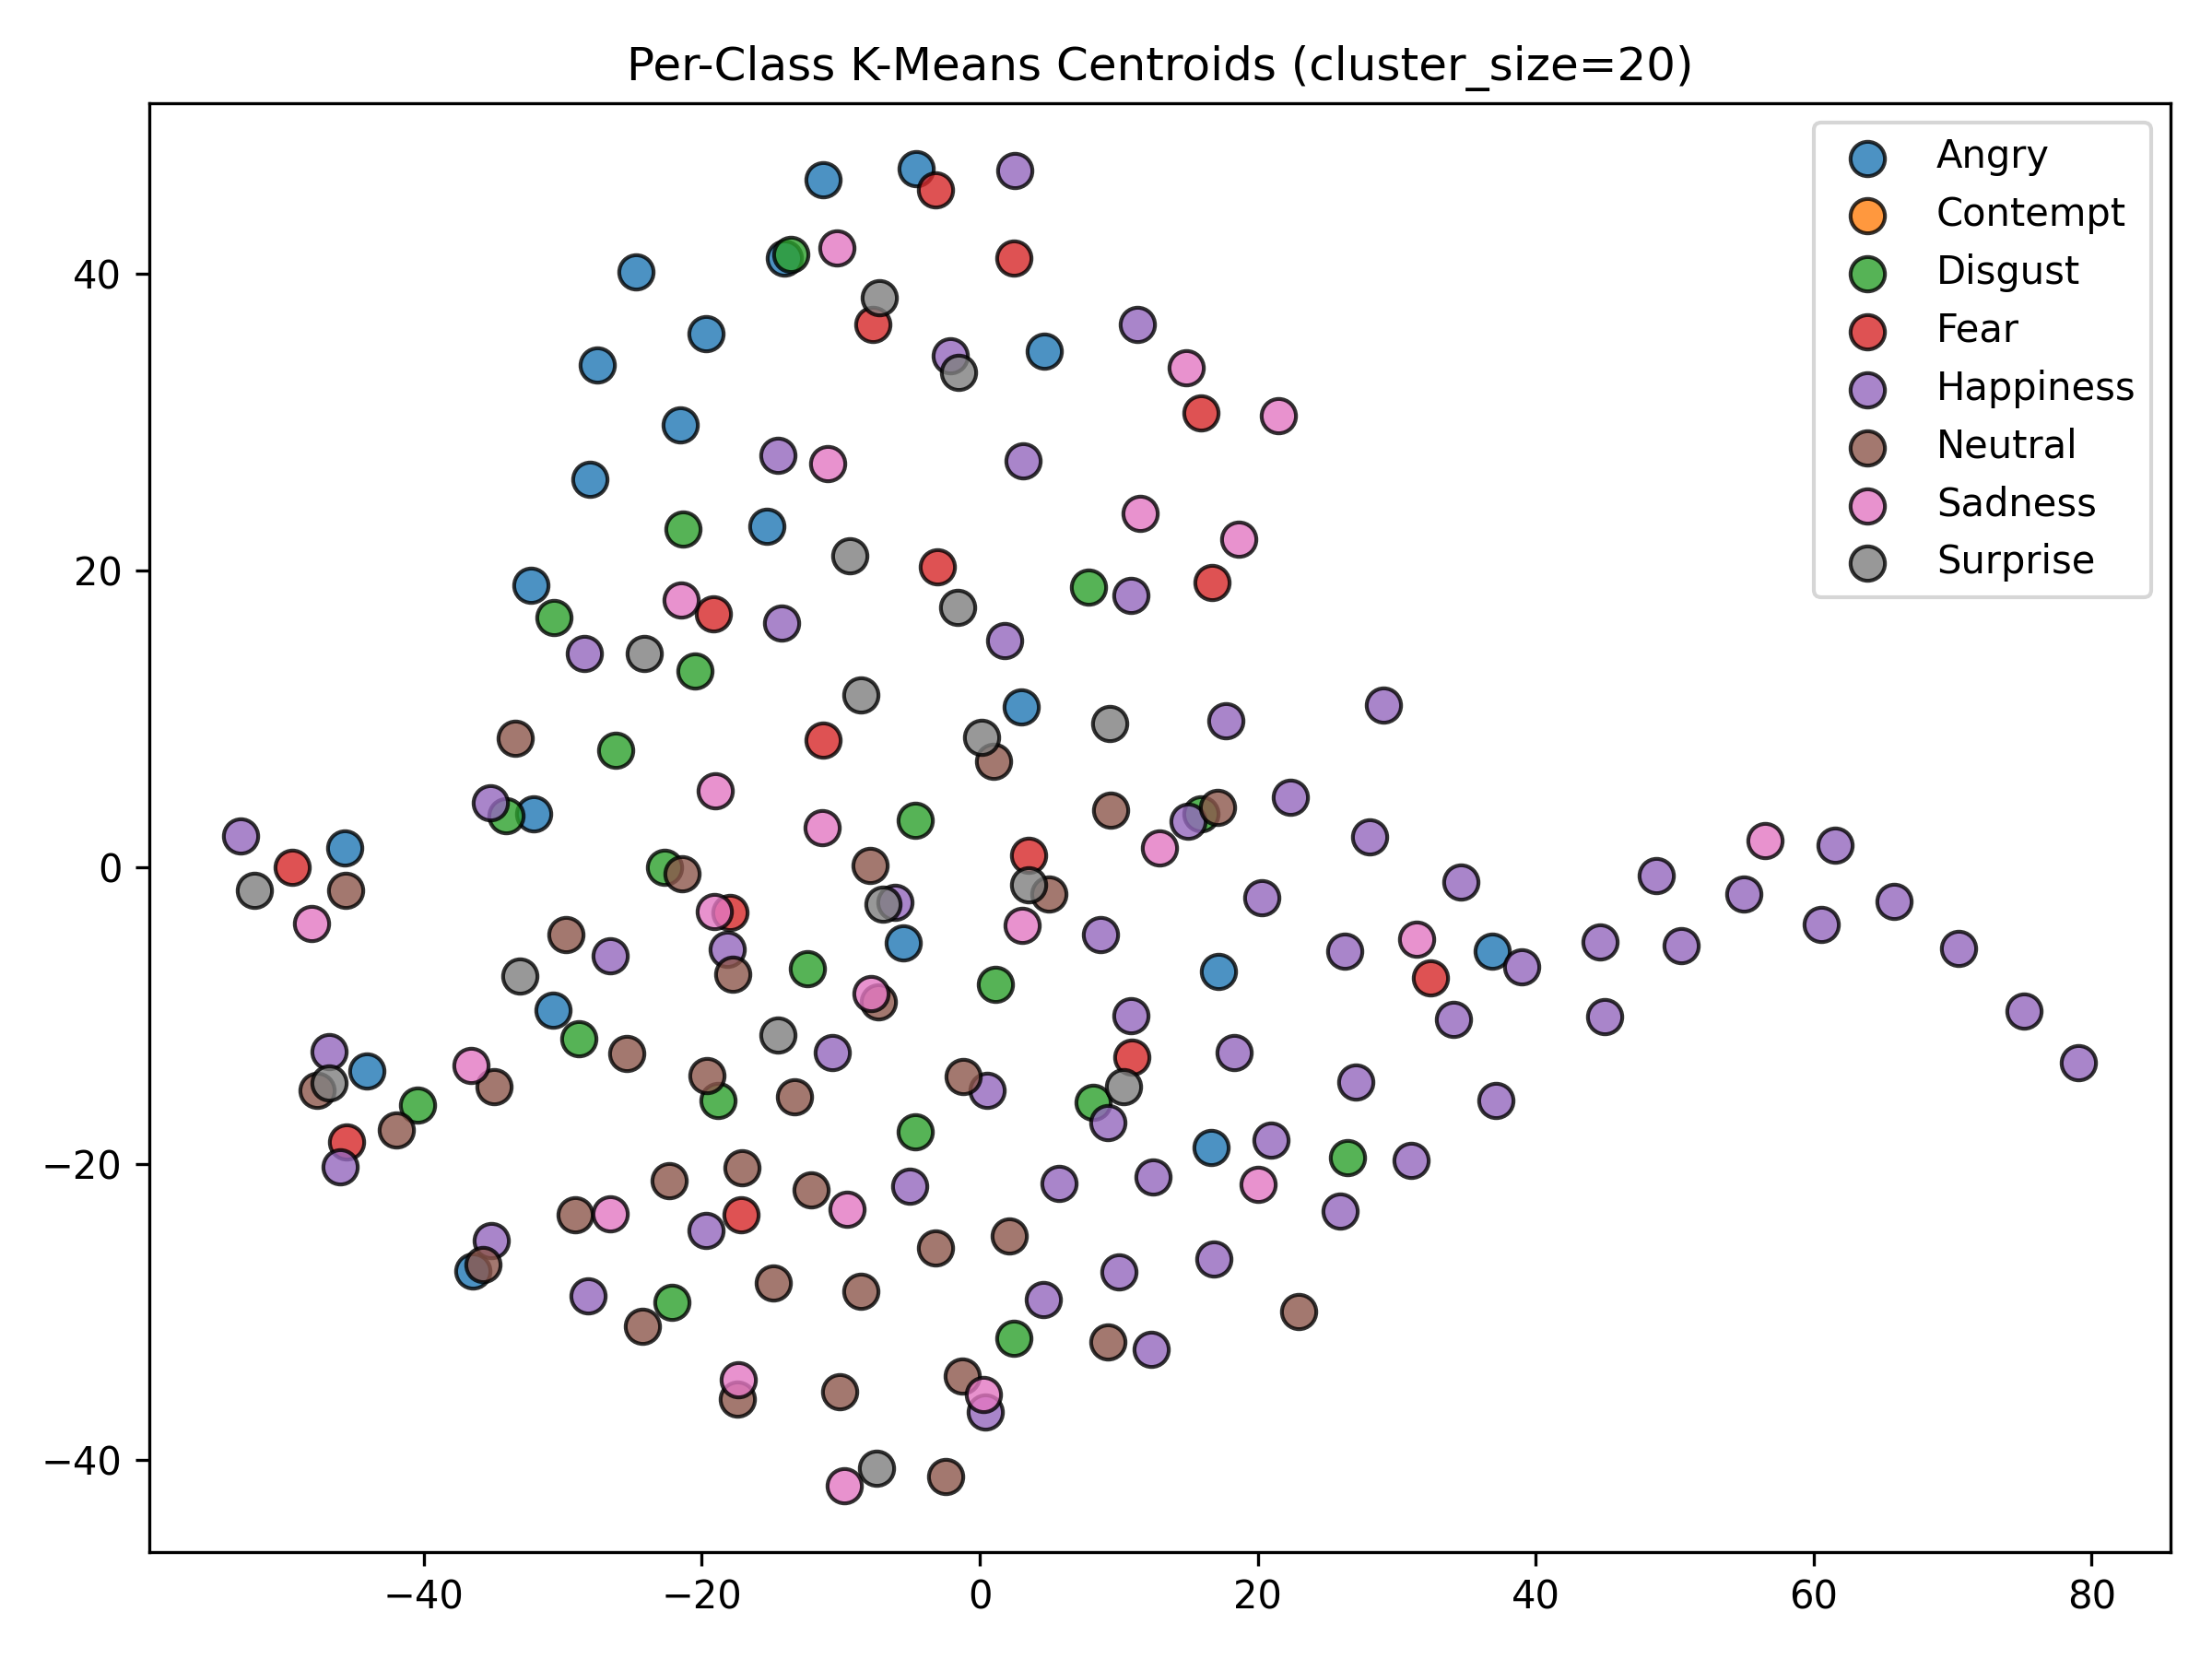 Per-Class K-Means Centroids (cluster_size=20)
Angry
Contempt
Disgust
Fear
Happiness
Neutral
Sadness
Surprise
40
20
0
−20
−40
−40 −20 0 20 40 60 80